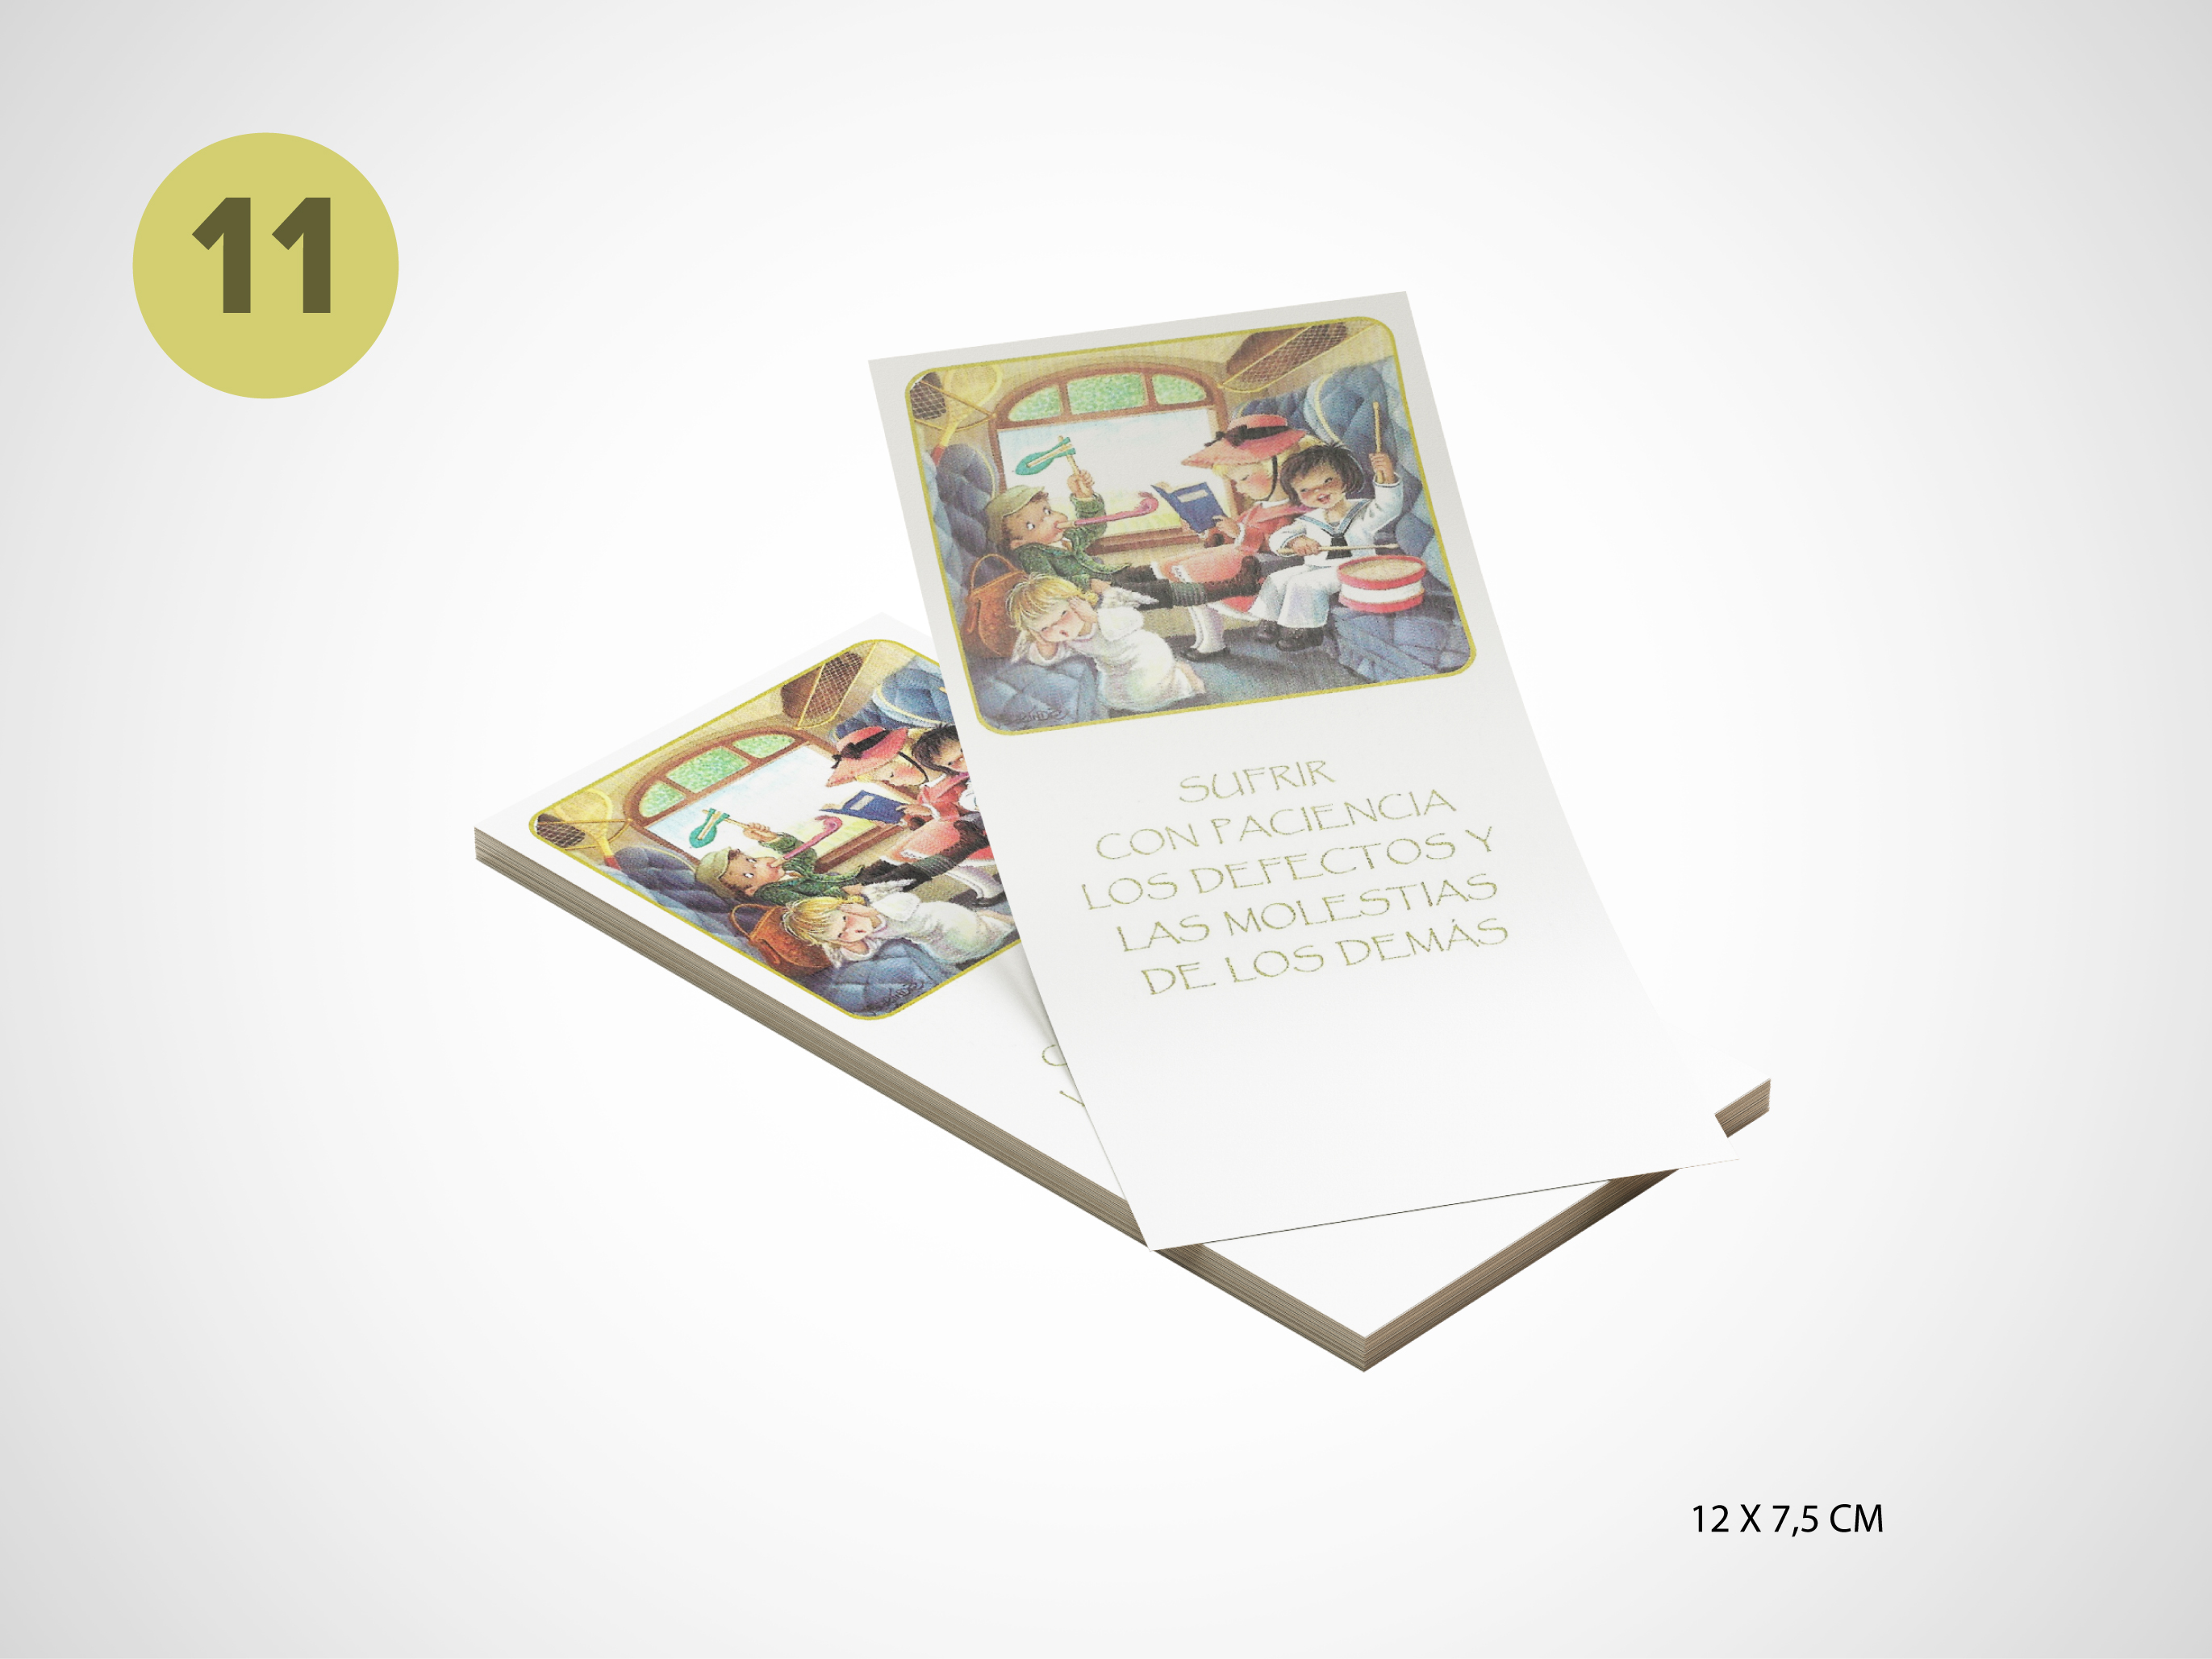 11
SUFRIR
CON PACIENCIA
LOS DEFECTOS Y
LAS MOLESTIAS
DE LOS DEMÁS
12 X 7,5 CM